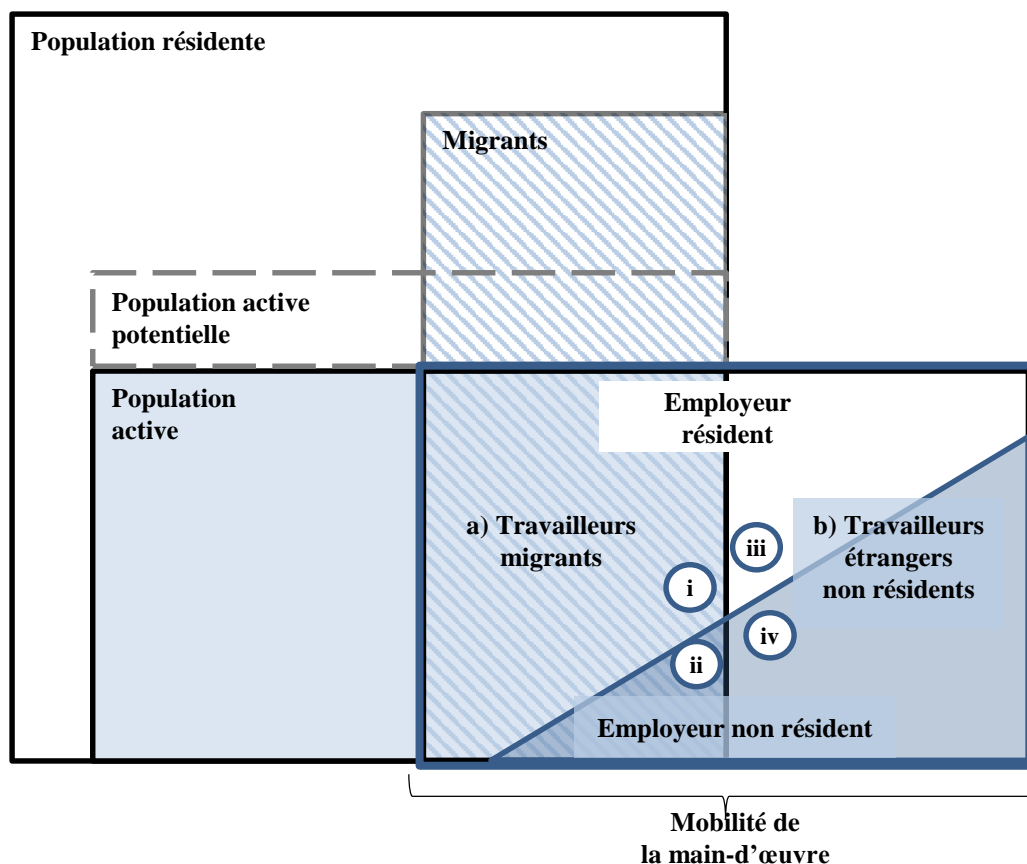 Population résidente
Migrants
Population active
potentielle
Population
active
Employeur
résident
a) Travailleurs
migrants
b) Travailleurs
étrangers
non résidents
iii
i
iv
ii
Employeur non résident
Mobilité de
la main-d'œuvre